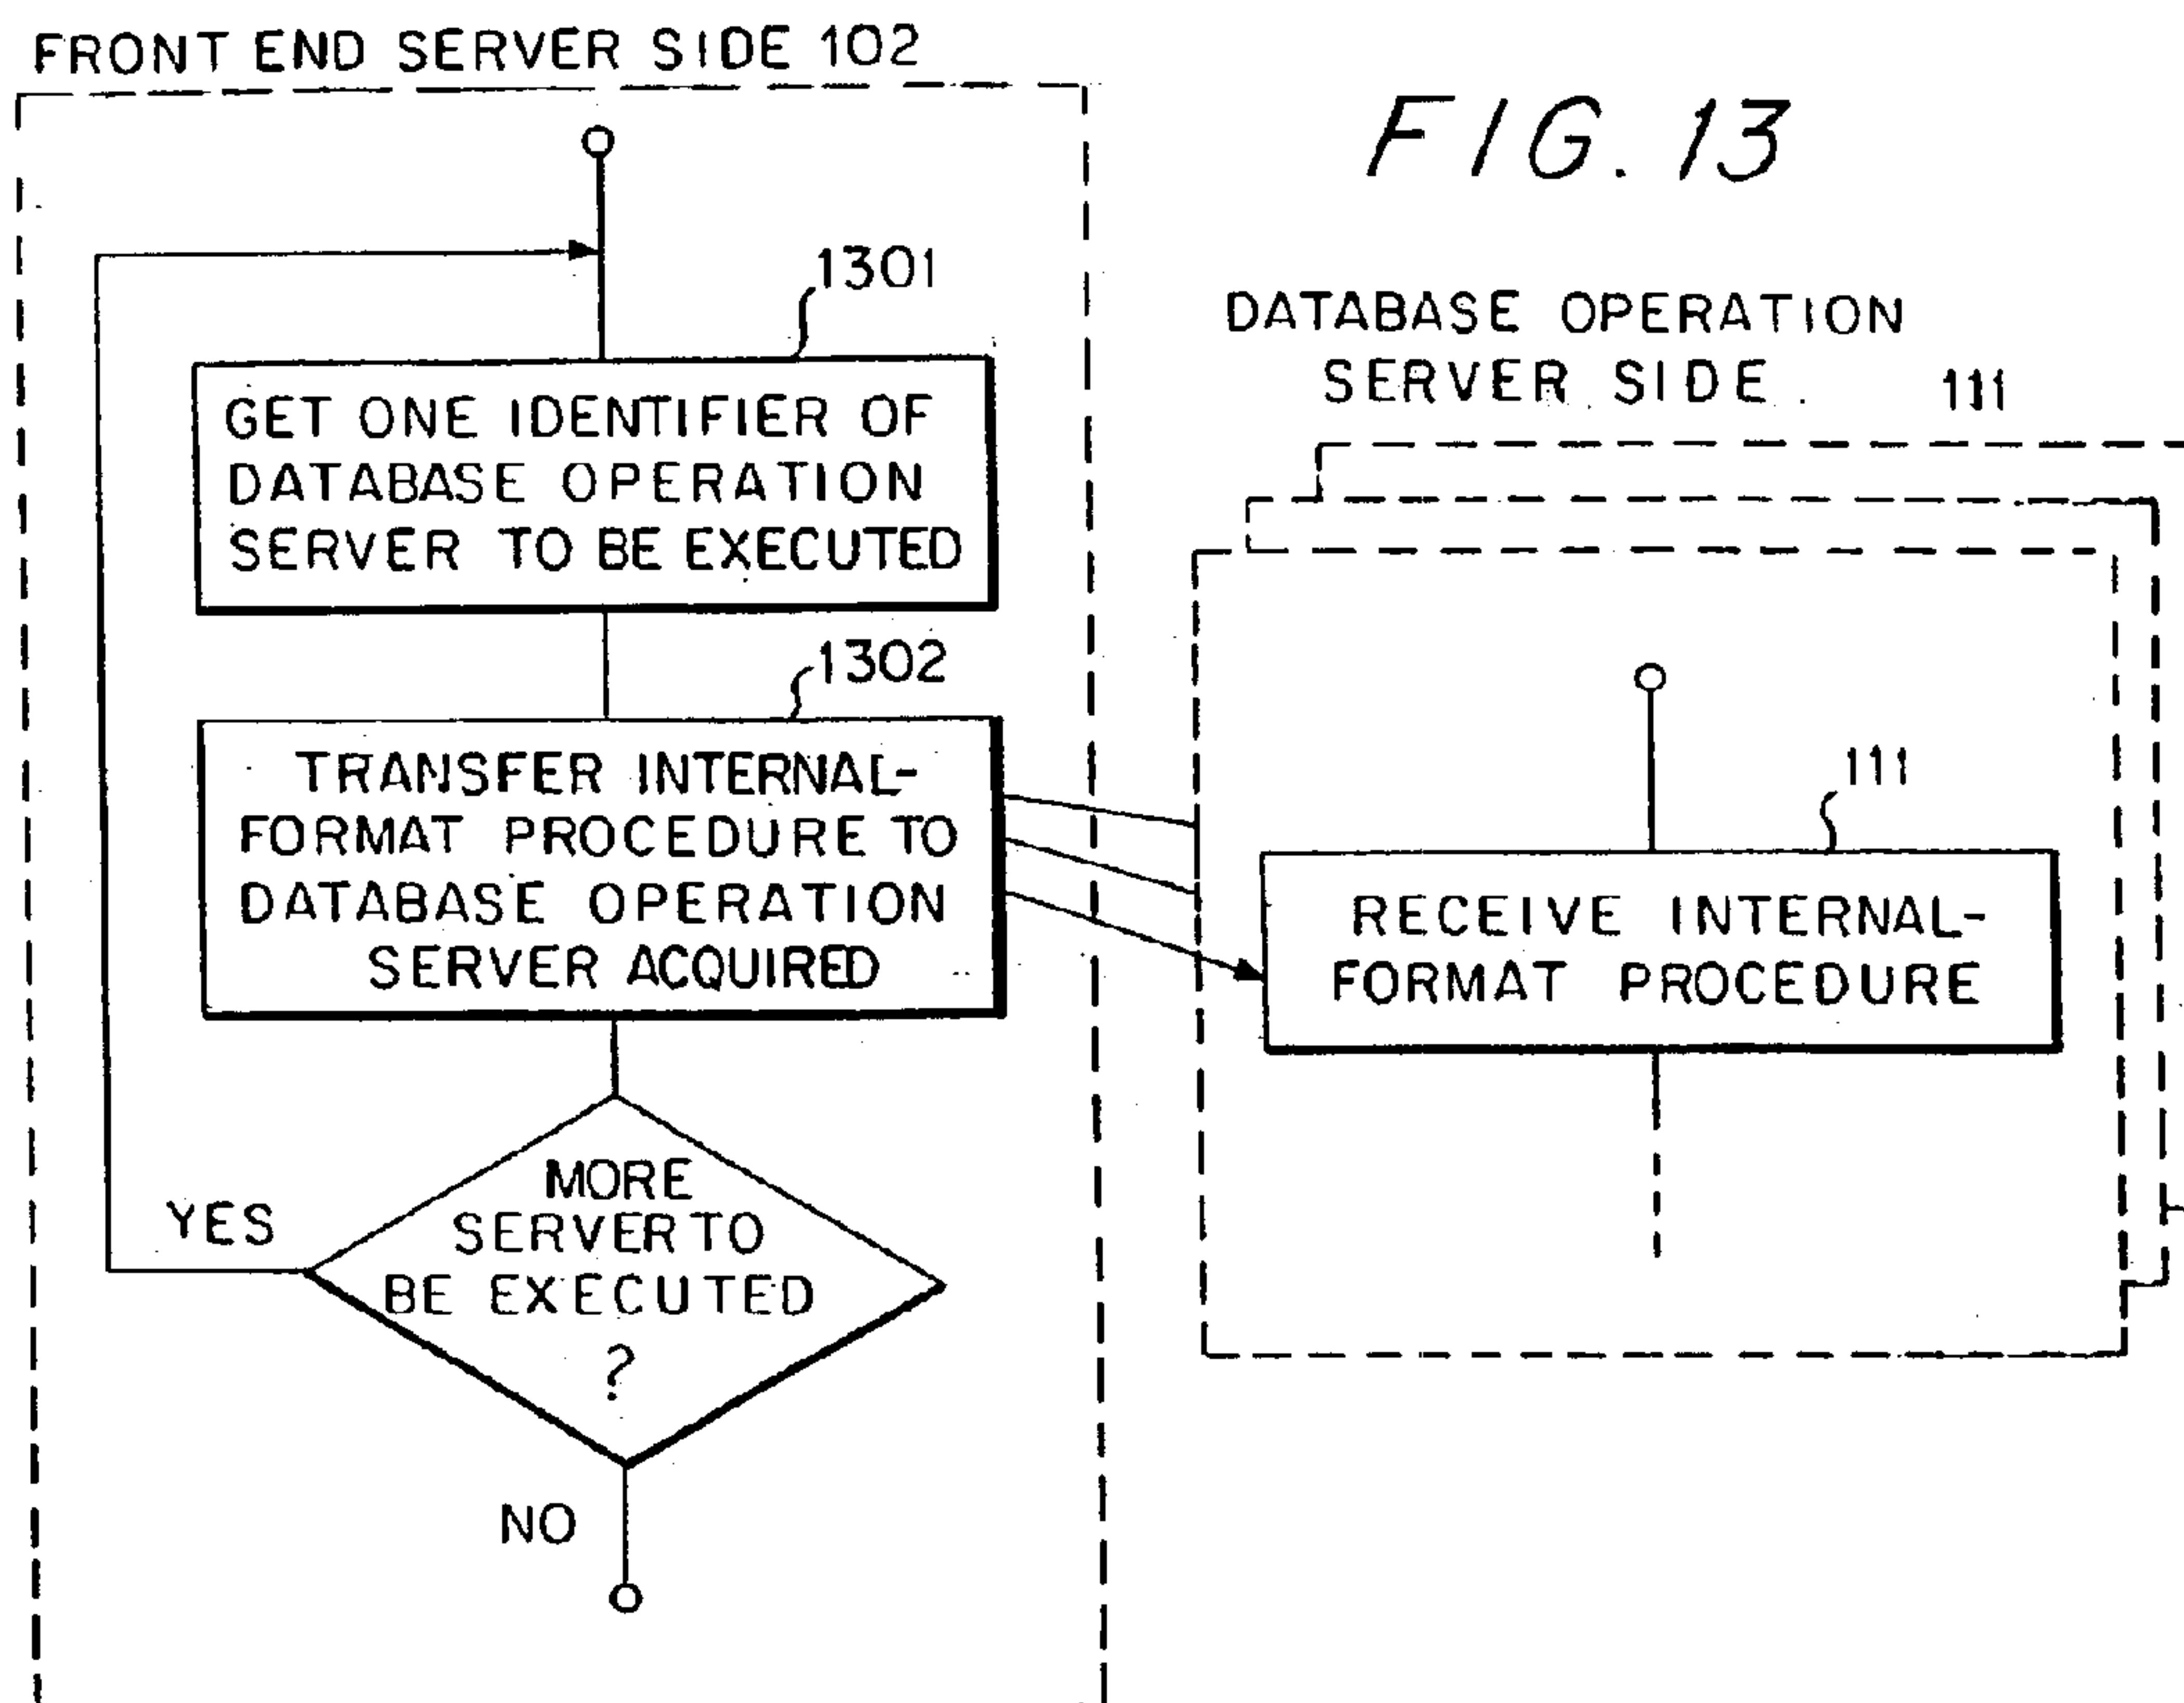 FRONT END SERVER SIDE 102
FIG. 13
1301
GET ONE IDENTIFIER OF
DATABASE OPERATION
SERVER TO BE EXECUTED
1302
TRANSFER INTERNAL-
FORMAT PROCEDURE TO
DATABASE OPERATION
SERVER ACQUIRED
MORE
SERVER TO
BE EXECUTED
?
YES
NO
DATABASE OPERATION
SERVER SIDE 111
111
RECEIVE INTERNAL-
FORMAT PROCEDURE